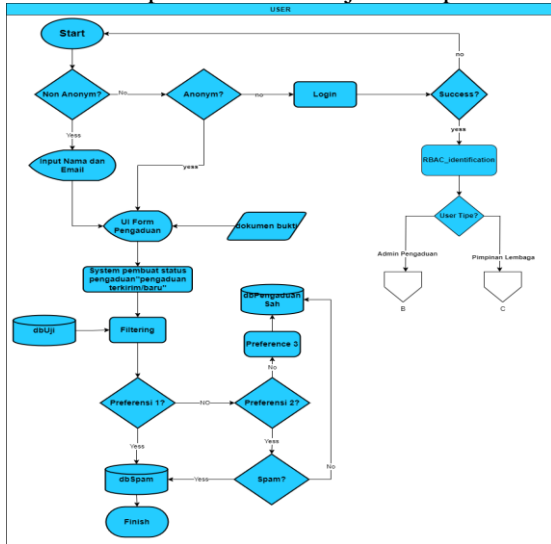 USER
Start
no
Non Anonym?
No
Anonym?
no
Login
Success?
Yess
yess
yess
Input Nama dan
Email
RBAC_identification
UI Form
Pengaduan
dokumen bukti
User Tipe?
Admin Pengaduan
Pimpinan Lembaga
System pembuat status
pengaduan"pengaduan
terkirim/baru"
B
C
dbPengaduan
Sah
dbUji
Filtering
Preference 3
No
Preferensi 1?
NO
Preferensi 2?
Yess
Yess
No
dbSpam
Yess
Spam?
Finish